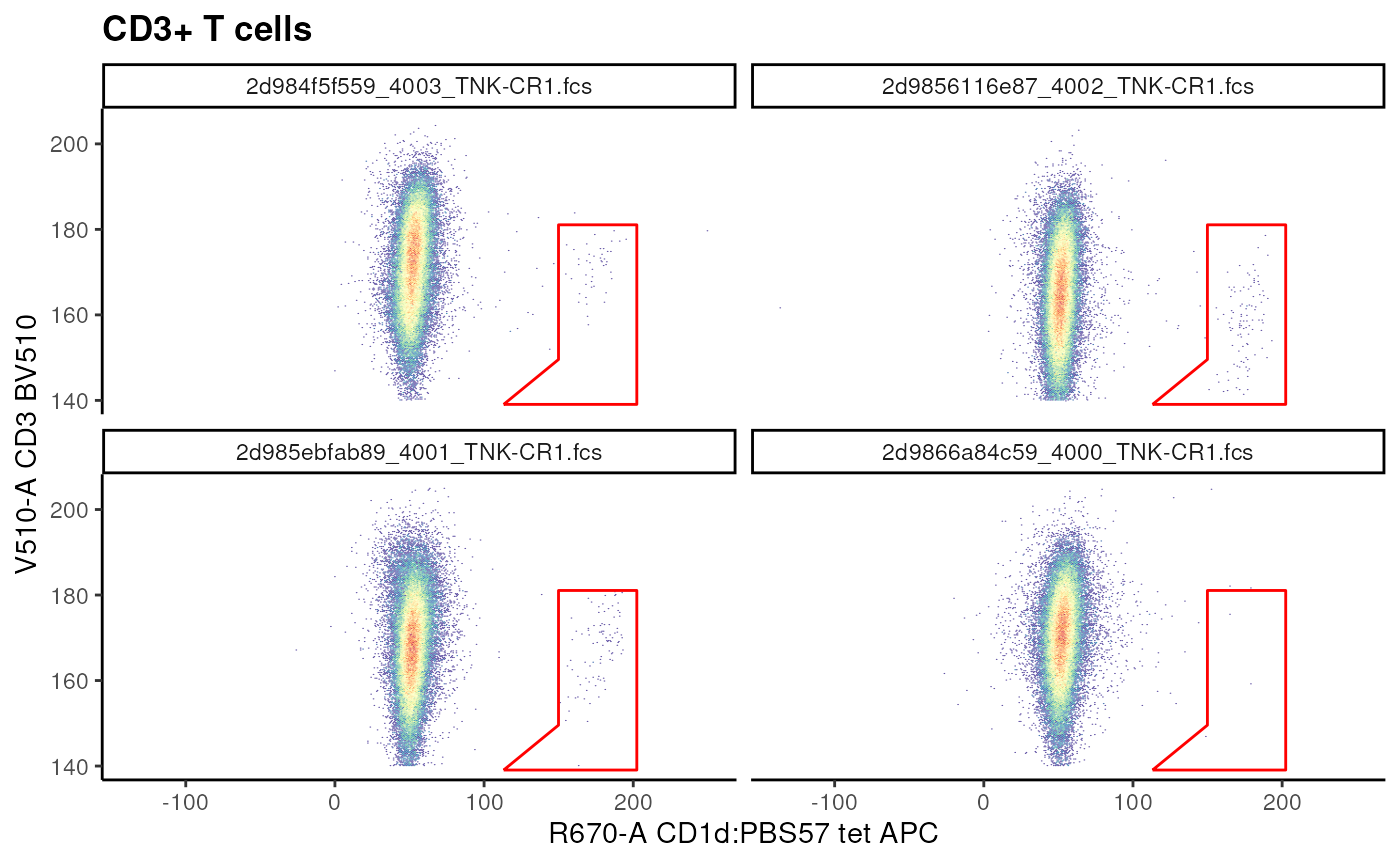 CD3+ T cells
2d984f5f559_4003_TNK-CR1.fcs
2d9856116e87_4002_TNK-CR1.fcs
200
180
160
140
2d985ebfab89_4001_TNK-CR1.fcs
2d9866a84c59_4000_TNK-CR1.fcs
200
180
160
140
V510-A CD3 BV510
-100 0 100 200
-100 0 100 200
R670-A CD1d:PBS57 tet APC